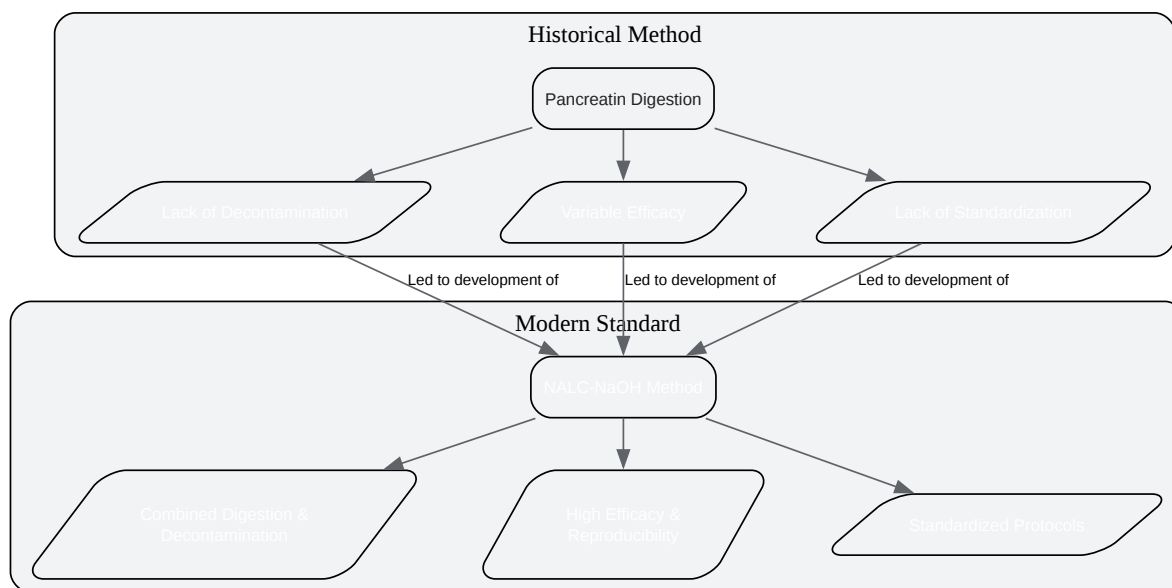 Historical Method
Pancreatin Digestion
Lack of Decontamination
Variable Efficacy
Lack of Standardization
Led to development of
Led to development of
Led to development of
Modern Standard
NALC-NaOH Method
Combined Digestion &
Decontamination
High Efficacy &
Reproducibility
Standardized Protocols